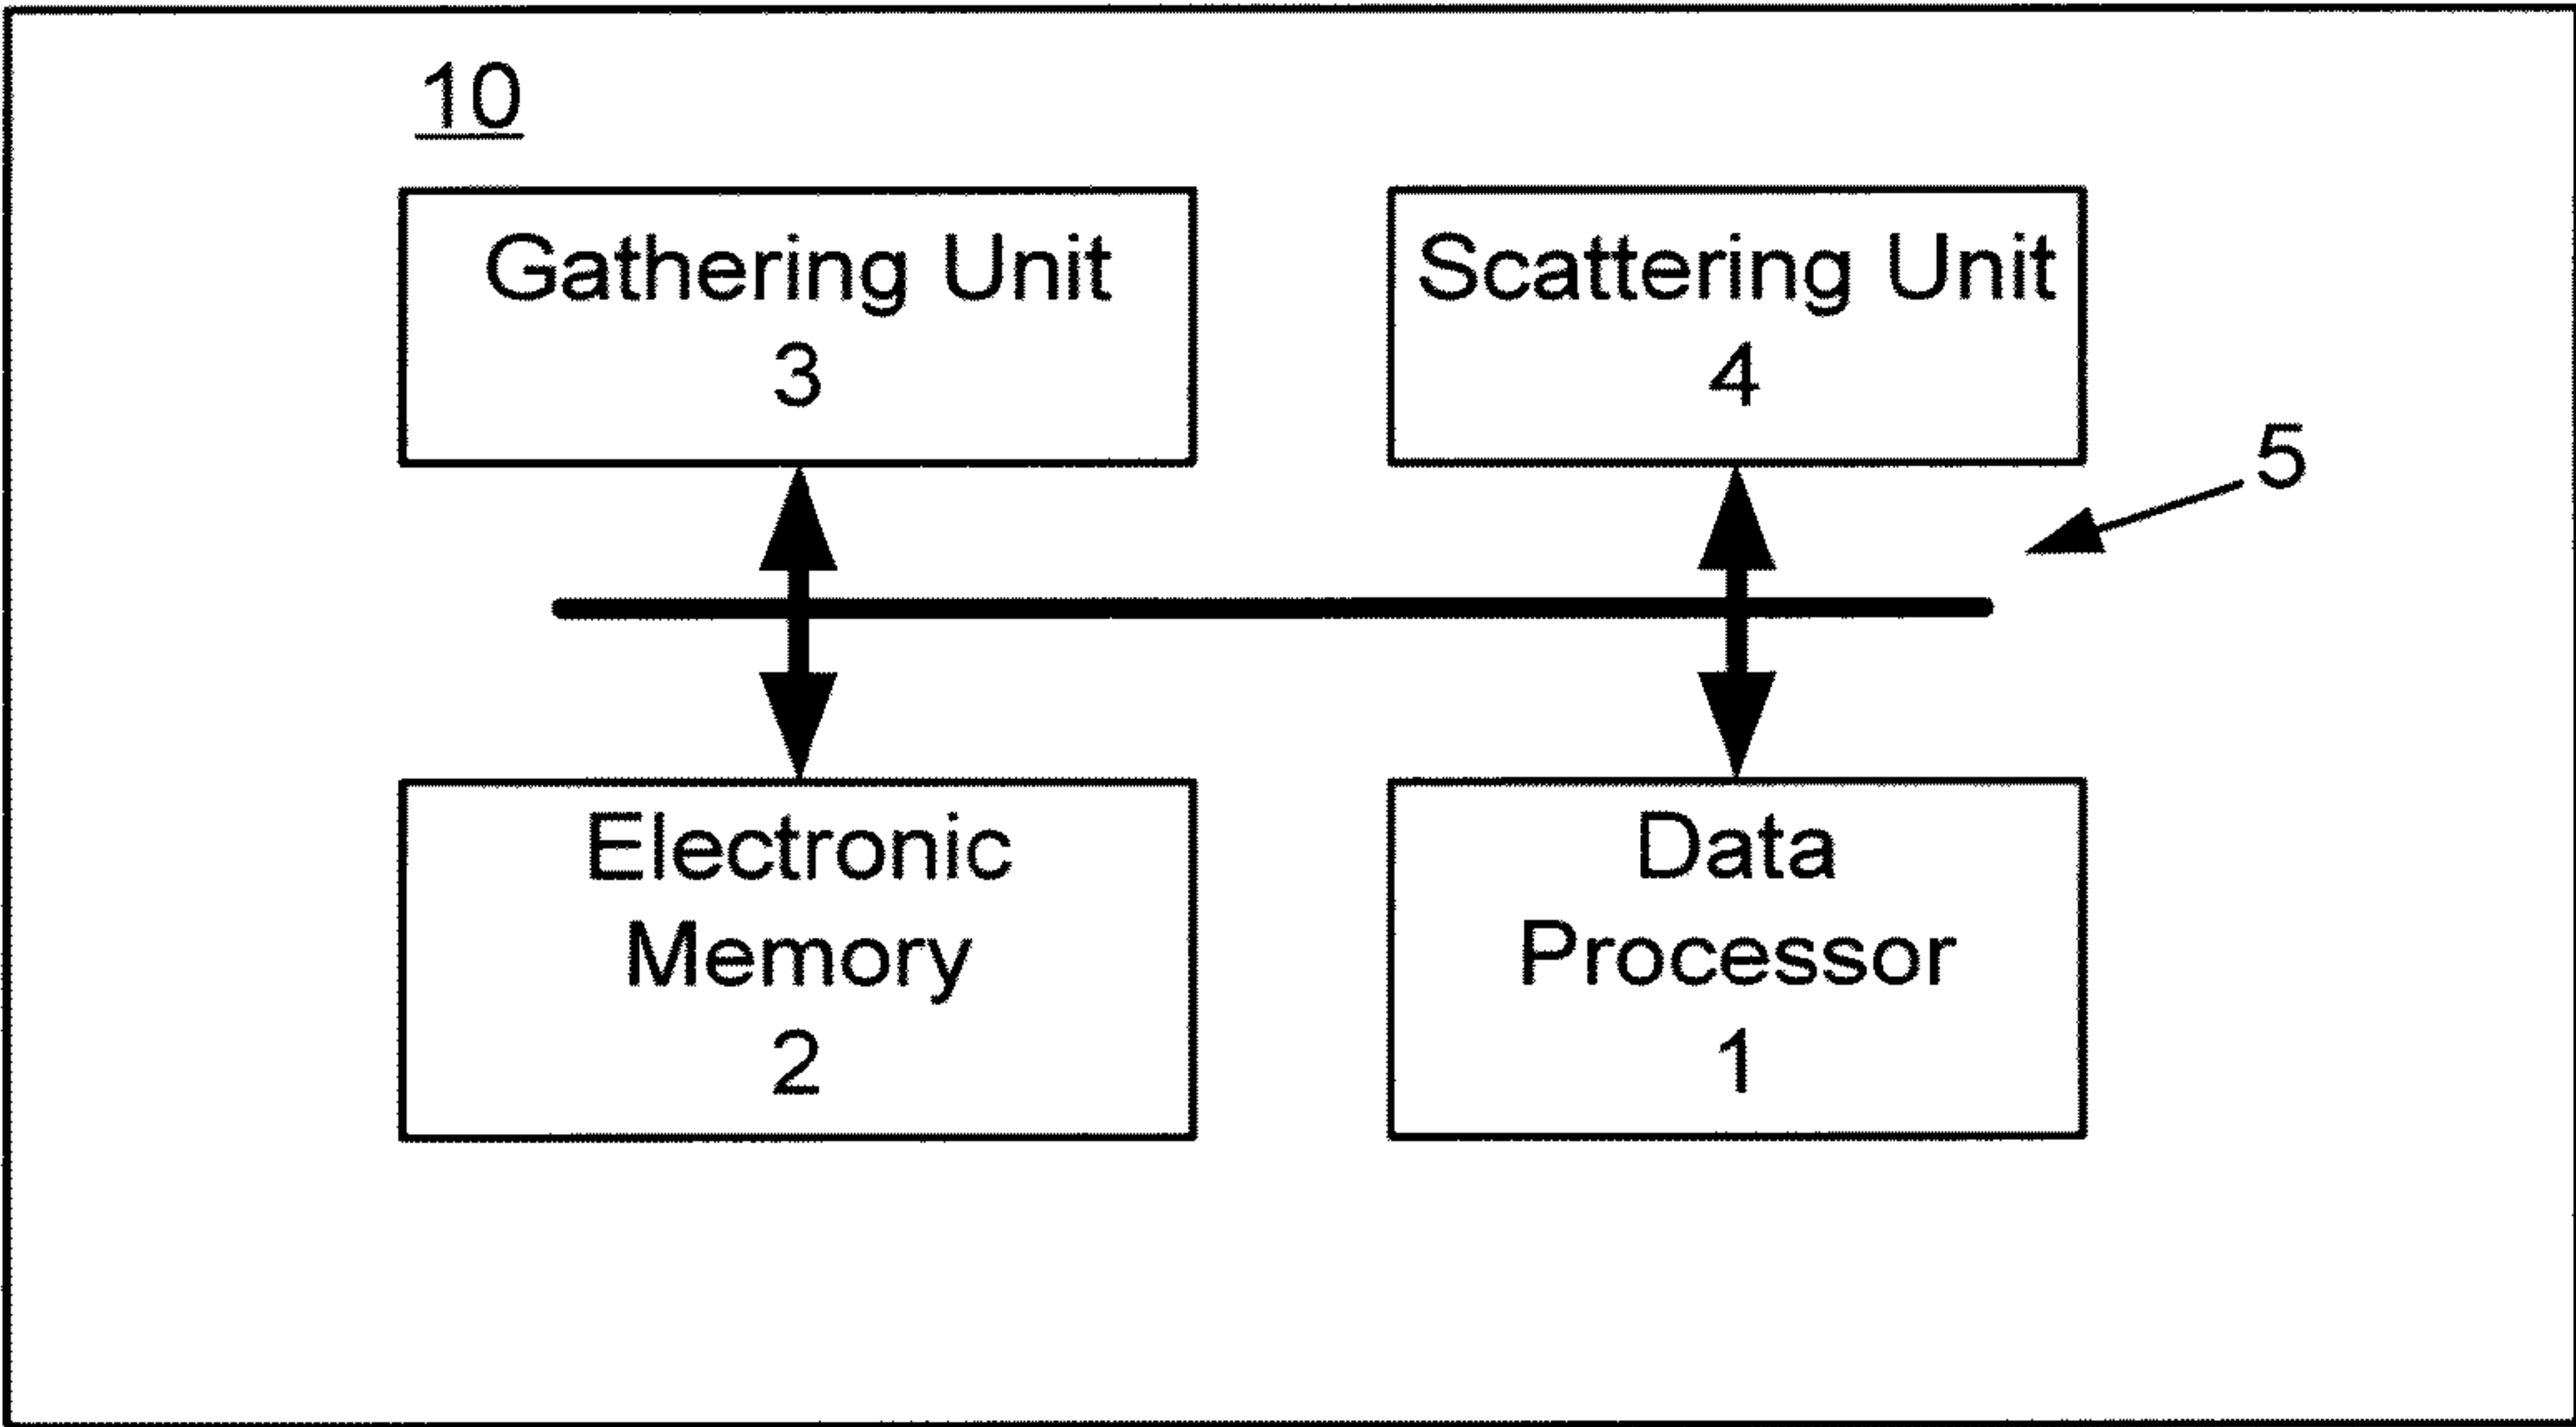 10
Gathering Unit
3
Scattering Unit
4
5
Electronic
Memory
2
Data
Processor
1